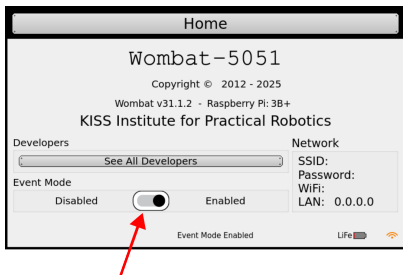 Home
Wombat-5051
Copyright © 2012 - 2025
Wombat v31.1.2 - Raspberry Pi: 3B+
KISS Institute for Practical Robotics
Developers
Network
See All Developers
SSID:
Password:
Event Mode
WiFi:
Disabled Enabled
LAN: 0.0.0.0
Event Mode Enabled
LiFe